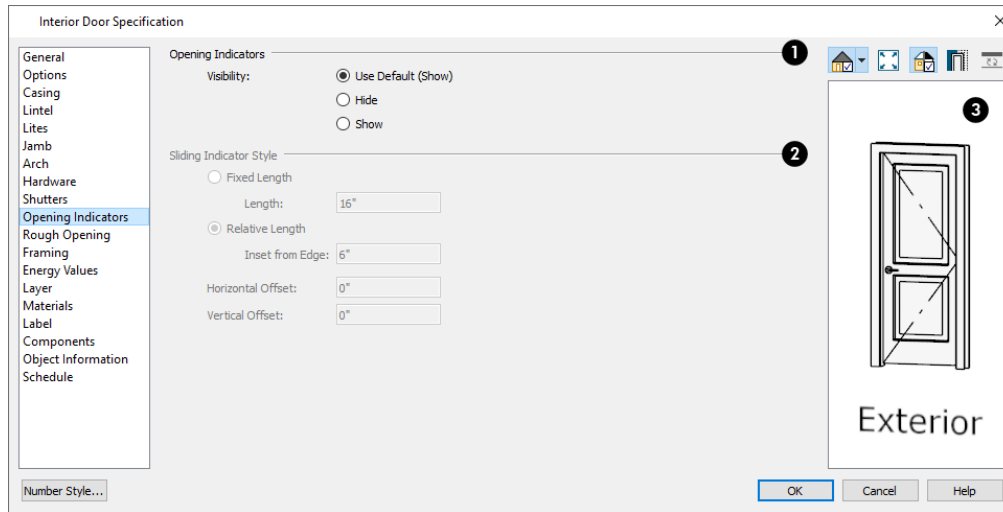 Interior Door Specification
General
Options
Casing
Lintel
Lites
Jamb
Arch
Hardware
Shutters
Opening Indicators
Rough Opening
Framing
Energy Values
Layer
Materials
Label
Components
Object Information
Schedule
Number Style...
Opening Indicators
1
Visibility:
Use Default (Show)
Hide
Show
Sliding Indicator Style
2
Fixed Length
Length: 16"
Relative Length
Inset from Edge: 6"
Horizontal Offset: 0"
Vertical Offset: 0"
3
Exterior
OK Cancel Help